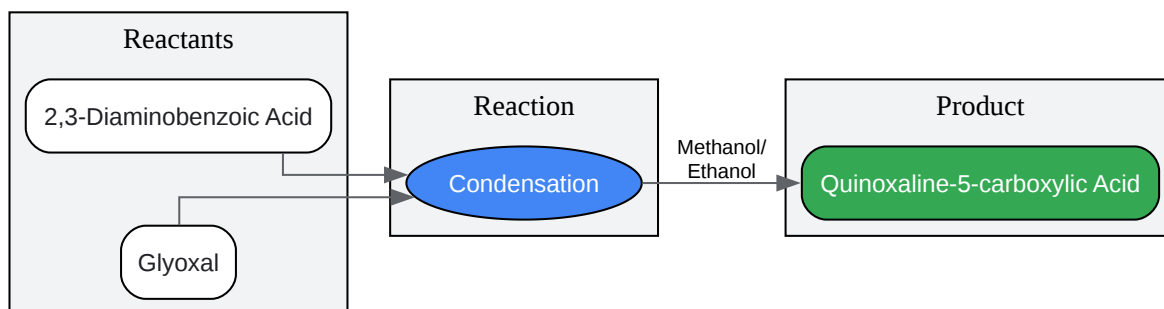 Reactants
2,3-Diaminobenzoic Acid
Glyoxal
Reaction
Condensation
Methanol/
Ethanol
Product
Quinoxaline-5-carboxylic Acid